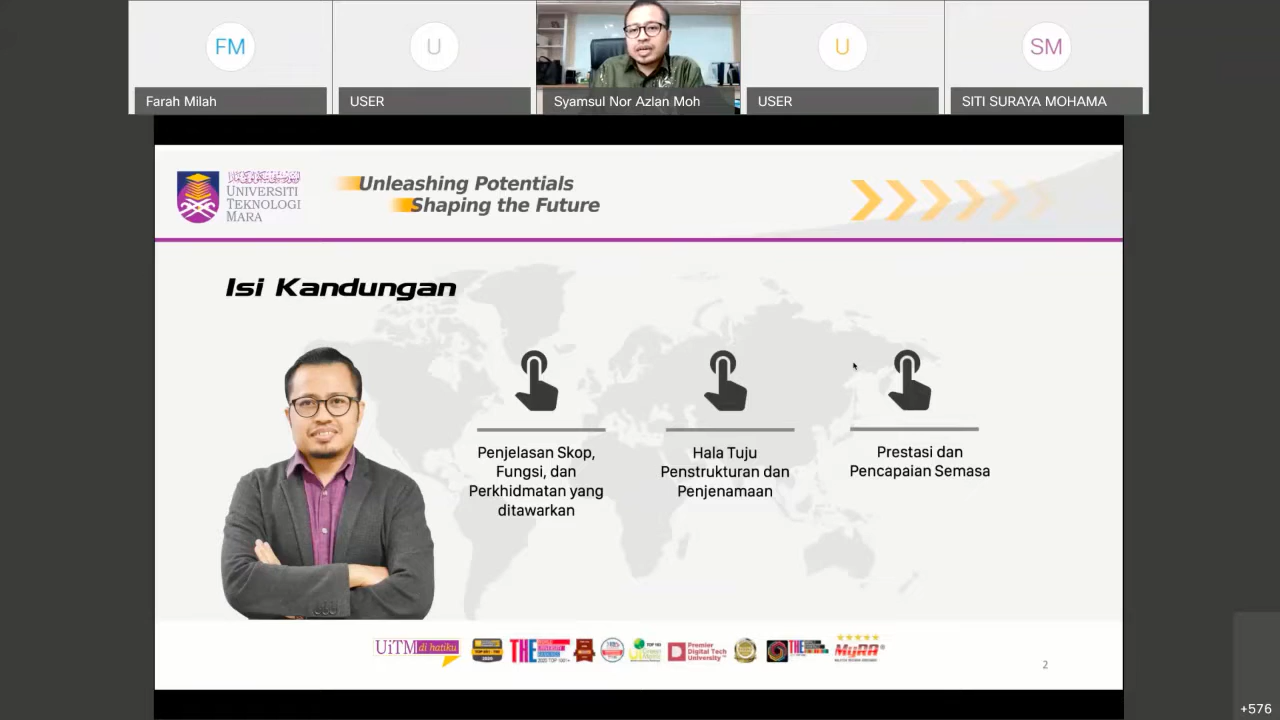 FM
U
U
SM
Farah Milah
USER
Syamsul Nor Azlan Moh
USER
SITI SURAYA MOHAMA
UNIVERSITI
TEKNOLOGI
MARA
Unleashing Potentials
Shaping the Future
Isi Kandungan
Penjelasan Skop,
Fungsi, dan
Perkhidmatan yang
ditawarkan
Hala Tuju
Penstrukturan dan
Penjenamaan
Prestasi dan
Pencapaian Semasa
UiTM di hatiku
THE
Premier
Digital Tech
University™
THE
MyRA®
2
+576